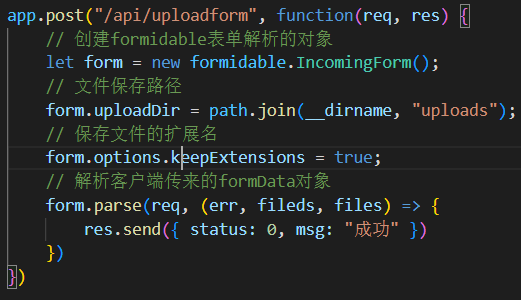 app.post("/api/uploadform", function(req, res) {
// 创建formidable表单解析的对象
let form = new formidable.IncomingForm();
// 文件保存路径
form.uploadDir = path.join(__dirname, "uploads");
// 保存文件的扩展名
form.options.keepExtensions = true;
// 解析客户端传来的formData对象
form.parse(req, (err, fileds, files) => {
res.send({ status: 0, msg: "成功" })
})
})